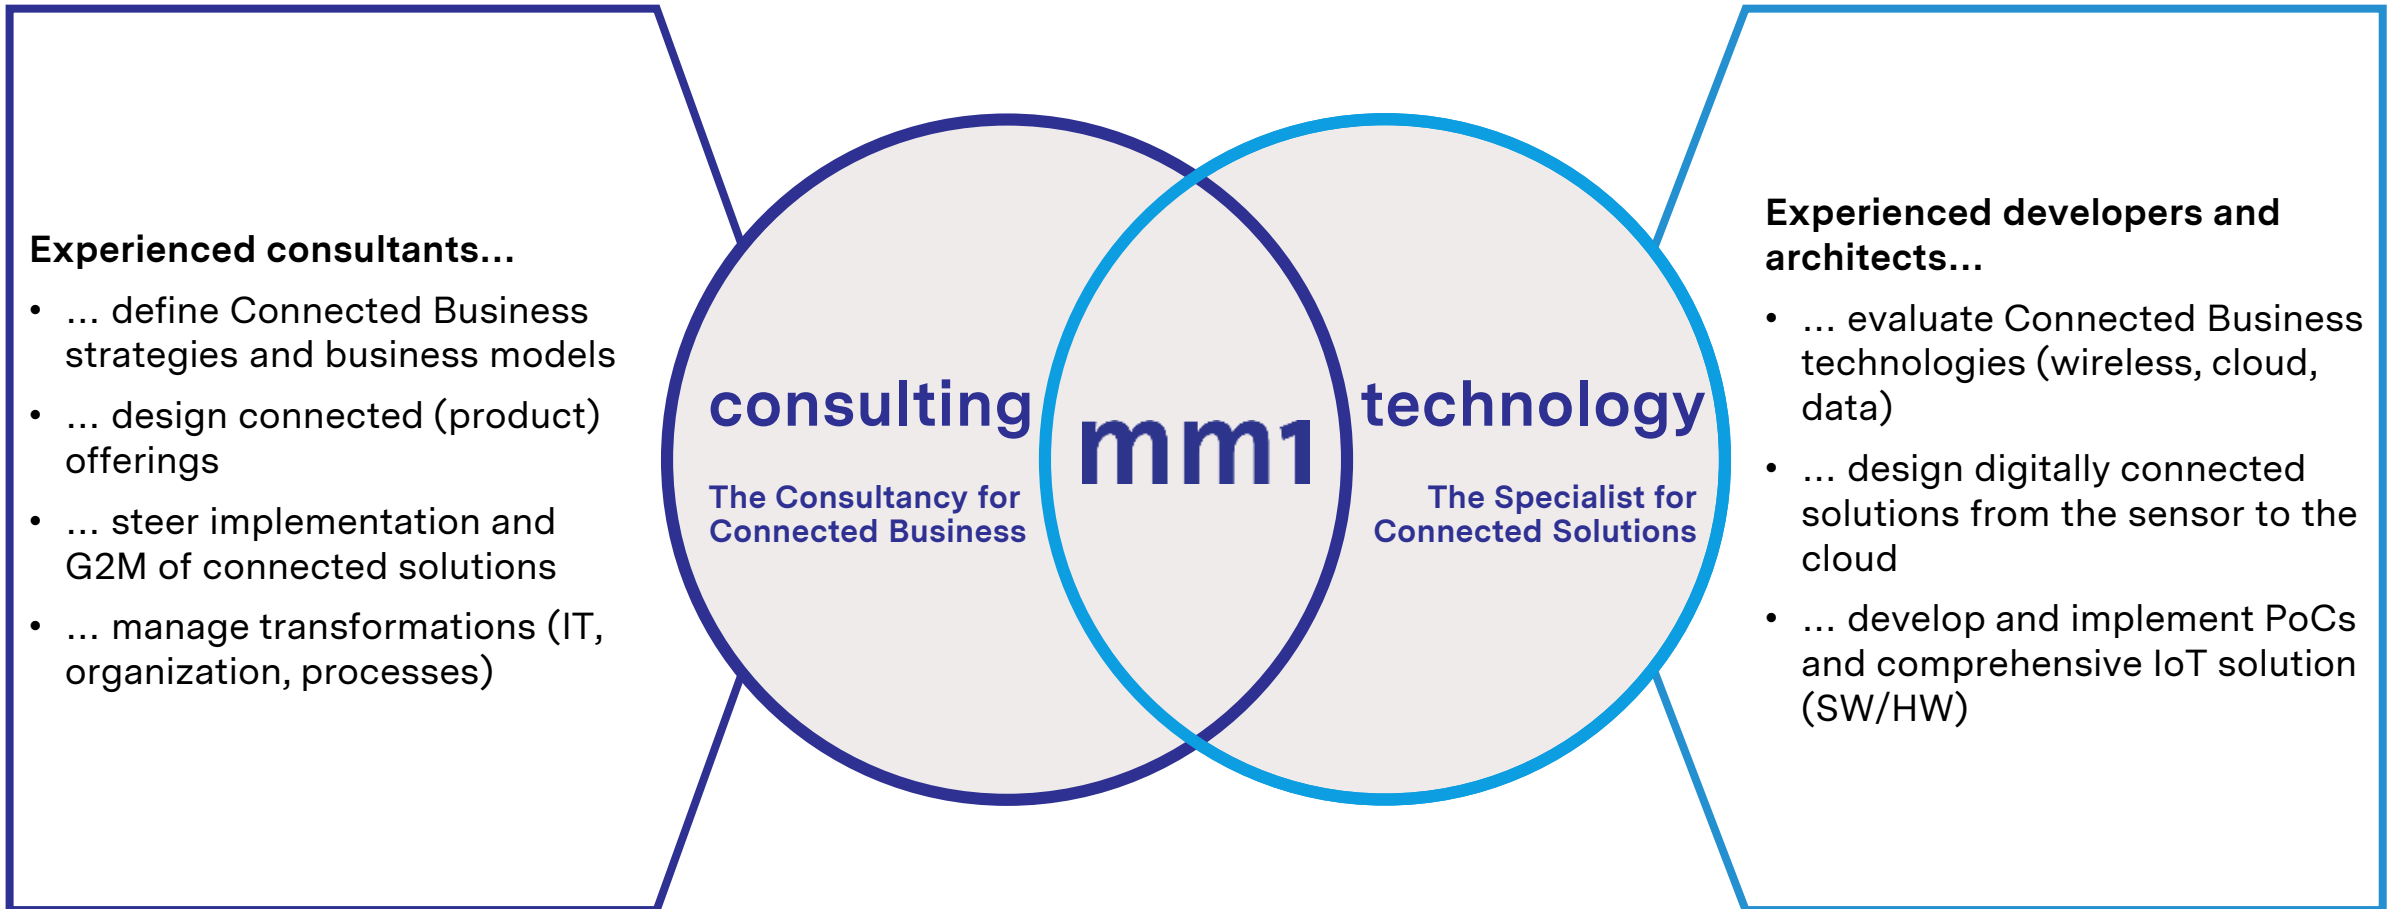 Experienced consultants...
• ... define Connected Business
strategies and business models
• ... design connected (product)
offerings
• ... steer implementation and
G2M of connected solutions
• ... manage transformations (IT,
organization, processes)
consulting
The Consultancy for
Connected Business
mm1
technology
The Specialist for
Connected Solutions
Experienced developers and
architects...
• ... evaluate Connected Business
technologies (wireless, cloud,
data)
• ... design digitally connected
solutions from the sensor to the
cloud
• ... develop and implement PoCs
and comprehensive IoT solution
(SW/HW)